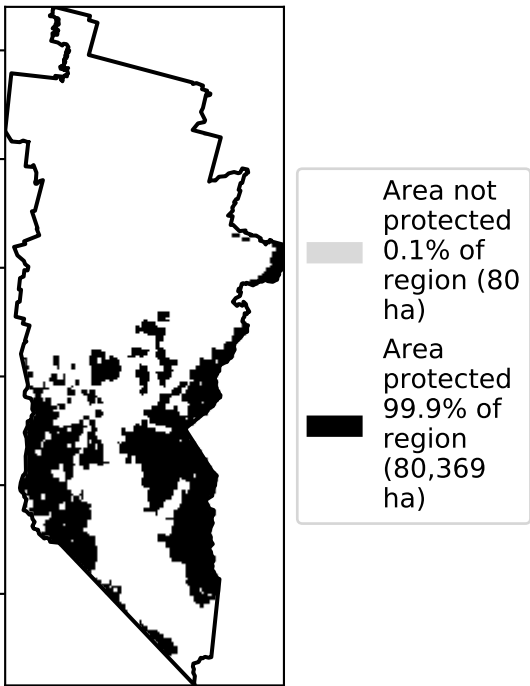 Area not
protected
0.1% of
region (80
ha)
Area
protected
99.9% of
region
(80,369
ha)